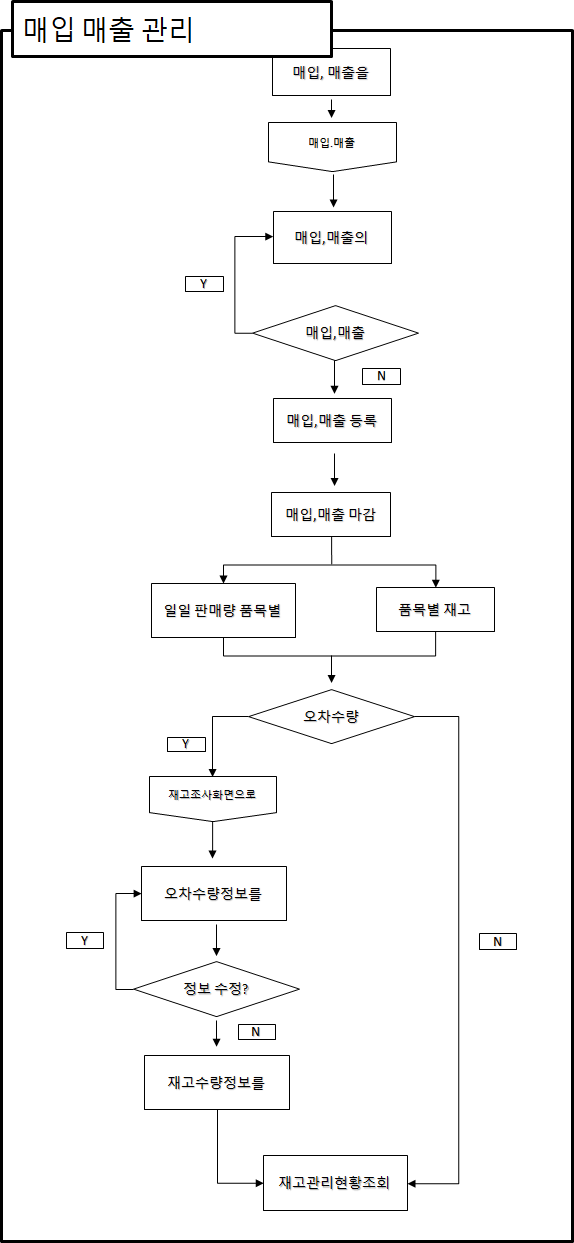 매입 매출 관리
매입, 매출을
매입.매출
매입,매출의
Y
매입,매출
N
매입,매출 등록
매입,매출 마감
일일 판매량 품목별
품목별 재고
오차수량
Y
재고조사화면으로
오차수량정보를
Y
N
정보 수정?
N
재고수량정보를
재고관리현황조회